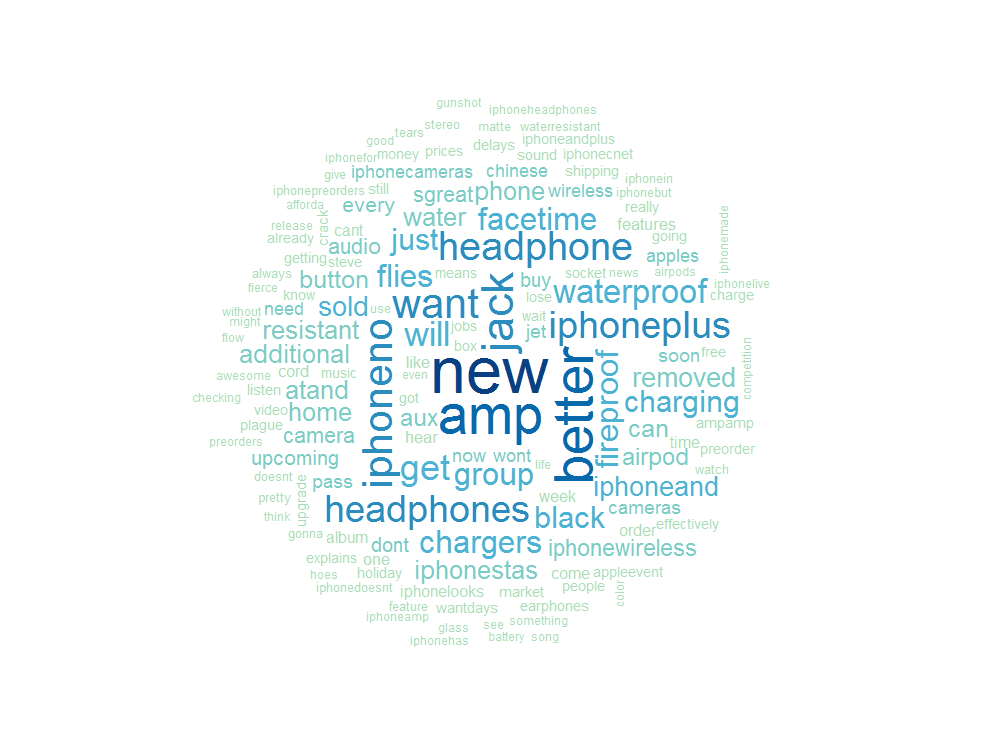 gunshot
iphoneheadphones
tears
stereo
matte
waterresistant
good
delays
iphoneandplus
iphonefor
money
prices
sound
iphonecnet
give
iphonecameras
chinese
shipping
iphonein
iphonepreorders
still
sgreat
phone
wireless
iphonebut
afforda
every
water
facetime
really
release
crack
cant
just
headphone
features
iphonemade
already
audio
going
getting
steve
flies
means
jack
buy
socket
news
airpods
apples
always
button
iphonelive
fierce
know
use
want
lose
waterproof
charge
without
need
sold
iphoneno
will
jobs
wait
jet
iphoneplus
might
resistant
flow
box
better
fireproof
soon
free
competition
additional
like
new
awesome
cord
music
even
removed
checking
listen
atand
got
amp
charging
video
home
aux
can
ampamp
plague
preorders
camera
hear
time
preorder
upcoming
now
wont
life
airpod
doesnt
pass
get
group
watch
pretty
upgrade
week
iphoneand
think
headphones
black
cameras
gonna
album
order
effectively
dont
chargers
iphonewireless
explains
one
hoes
holiday
iphonestas
come
appleevent
iphonedoesnt
iphonelooks
market
people
color
feature
wantdays
earphones
iphoneamp
glass
see
something
iphonehas
battery
song